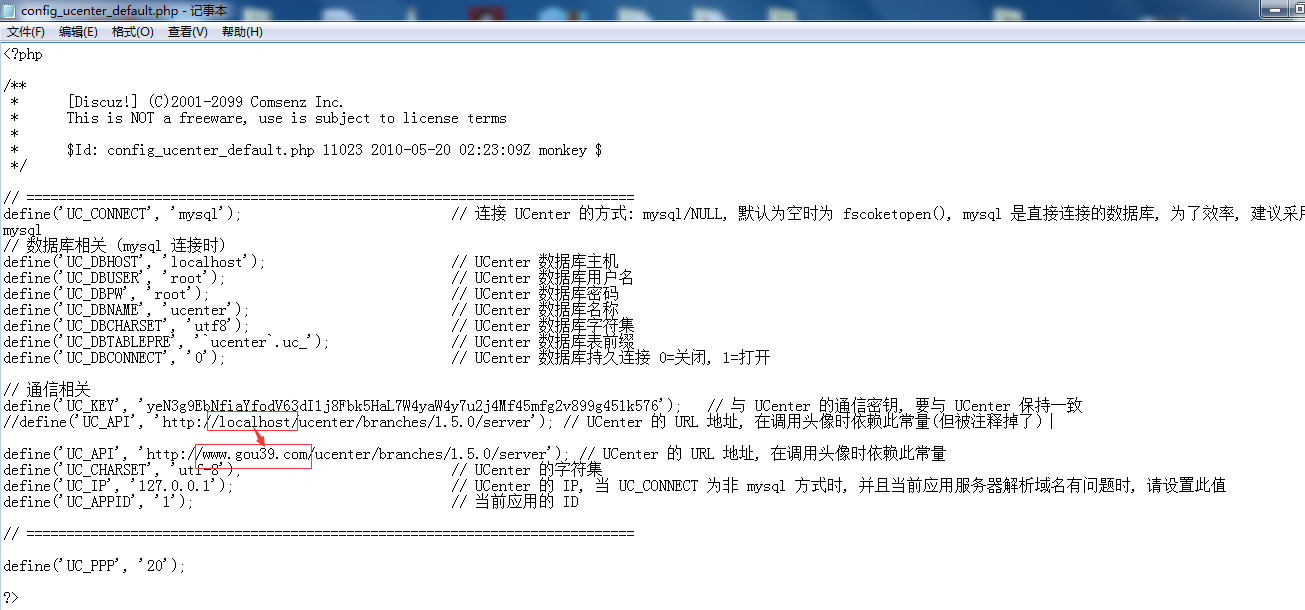 config_ucenter_default.php - 记事本
文件(F) 编辑(E) 格式(O) 查看(V) 帮助(H)
<?php
/**
 *      [Discuz!] (C)2001-2099 Comsenz Inc.
 *      This is NOT a freeware, use is subject to license terms
 *
 *      $Id: config_ucenter_default.php 11023 2010-05-20 02:23:09Z monkey $
 */
// ============================================================================
define('UC_CONNECT', 'mysql'); // 连接 UCenter 的方式: mysql/NULL, 默认为空时为 fscoketopen(), mysql 是直接连接的数据库, 为了效率, 建议采用
mysql
// 数据库相关 (mysql 连接时)
define('UC_DBHOST', 'localhost'); // UCenter 数据库主机
define('UC_DBUSER', 'root'); // UCenter 数据库用户名
define('UC_DBPW', 'root'); // UCenter 数据库密码
define('UC_DBNAME', 'ucenter'); // UCenter 数据库名称
define('UC_DBCHARSET', 'utf8'); // UCenter 数据库字符集
define('UC_DBTABLEPRE', '`ucenter`.uc_'); // UCenter 数据库表前缀
define('UC_DBCONNECT', '0'); // UCenter 数据库持久连接 0=关闭, 1=打开
// 通信相关
define('UC_KEY', 'yeN3g9EbNfiaYfodV63dI1j8Fbk5HaL7W4yaW4y7u2j4Mf45mfg2v899g451k576'); // 与 UCenter 的通信密钥, 要与 UCenter 保持一致
//define('UC_API', 'http://localhost/ucenter/branches/1.5.0/server'); // UCenter 的 URL 地址, 在调用头像时依赖此常量(但被注释掉了)
define('UC_API', 'http://www.gou39.com/ucenter/branches/1.5.0/server'); // UCenter 的 URL 地址, 在调用头像时依赖此常量
define('UC_CHARSET', 'utf-8'); // UCenter 的字符集
define('UC_IP', '127.0.0.1'); // UCenter 的 IP, 当 UC_CONNECT 为非 mysql 方式时, 并且当前应用服务器解析域名有问题时, 请设置此值
define('UC_APPID', '1'); // 当前应用的 ID
// ============================================================================
define('UC_PPP', '20');
?>